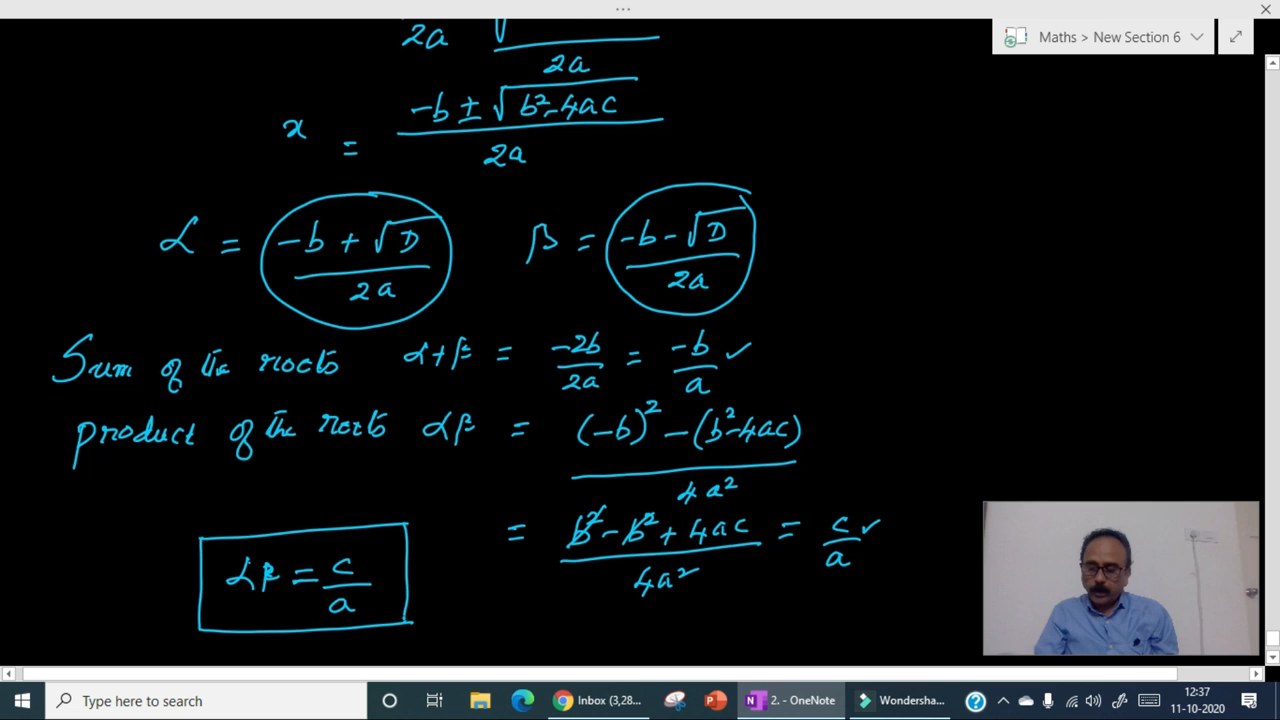 Maths > New Section 6
2a √
2a
x = -b ± √b²-4ac
2a
α = -b + √D
2a
β = -b - √D
2a
Sum of the roots α+β = -2b/2a = -b/a ✓
product of the roots αβ = (-b)² - (b²-4ac)
4a²
= b² - b² + 4ac = c/a ✓
4a²
αβ = c/a
Type here to search
Inbox (3,28...
2. - OneNote
Wondersha...
12:37
11-10-2020